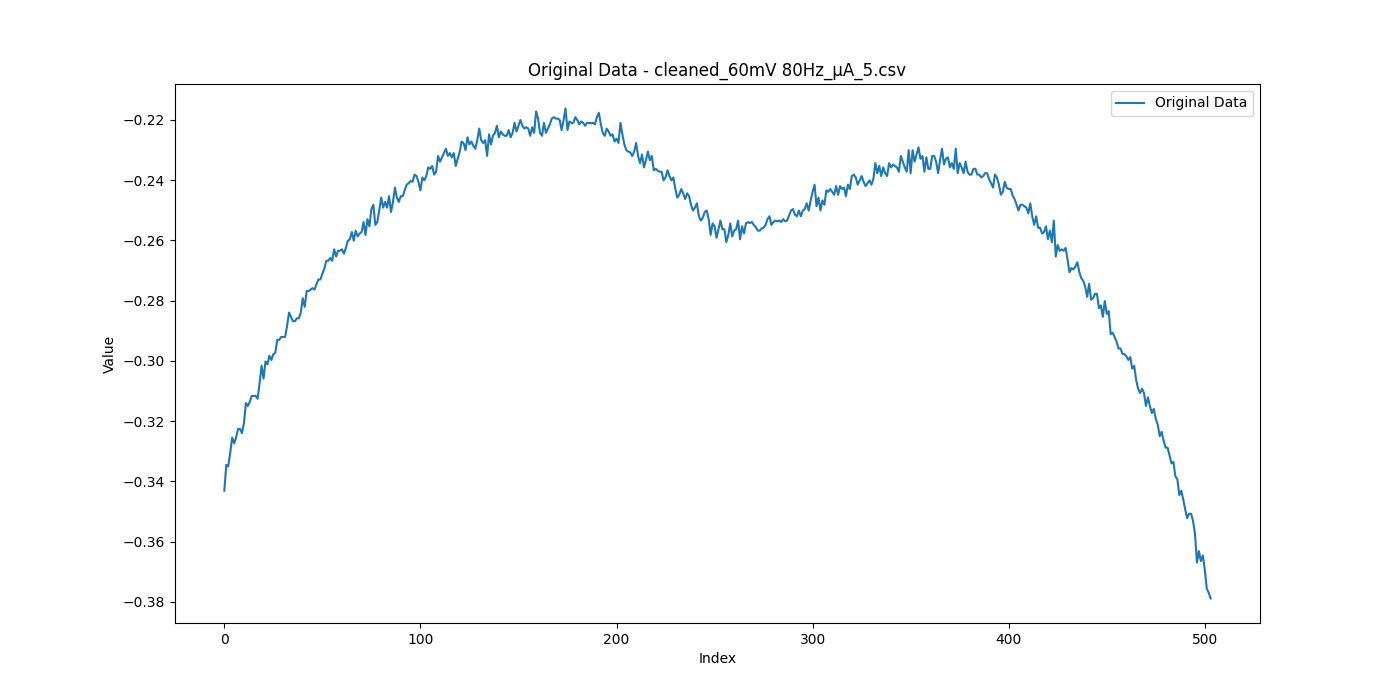 Original Data - cleaned_60mV 80Hz_µA_5.csv
Original Data
Value
−0.22
−0.24
−0.26
−0.28
−0.30
−0.32
−0.34
−0.36
−0.38
0 100 200 300 400 500
Index